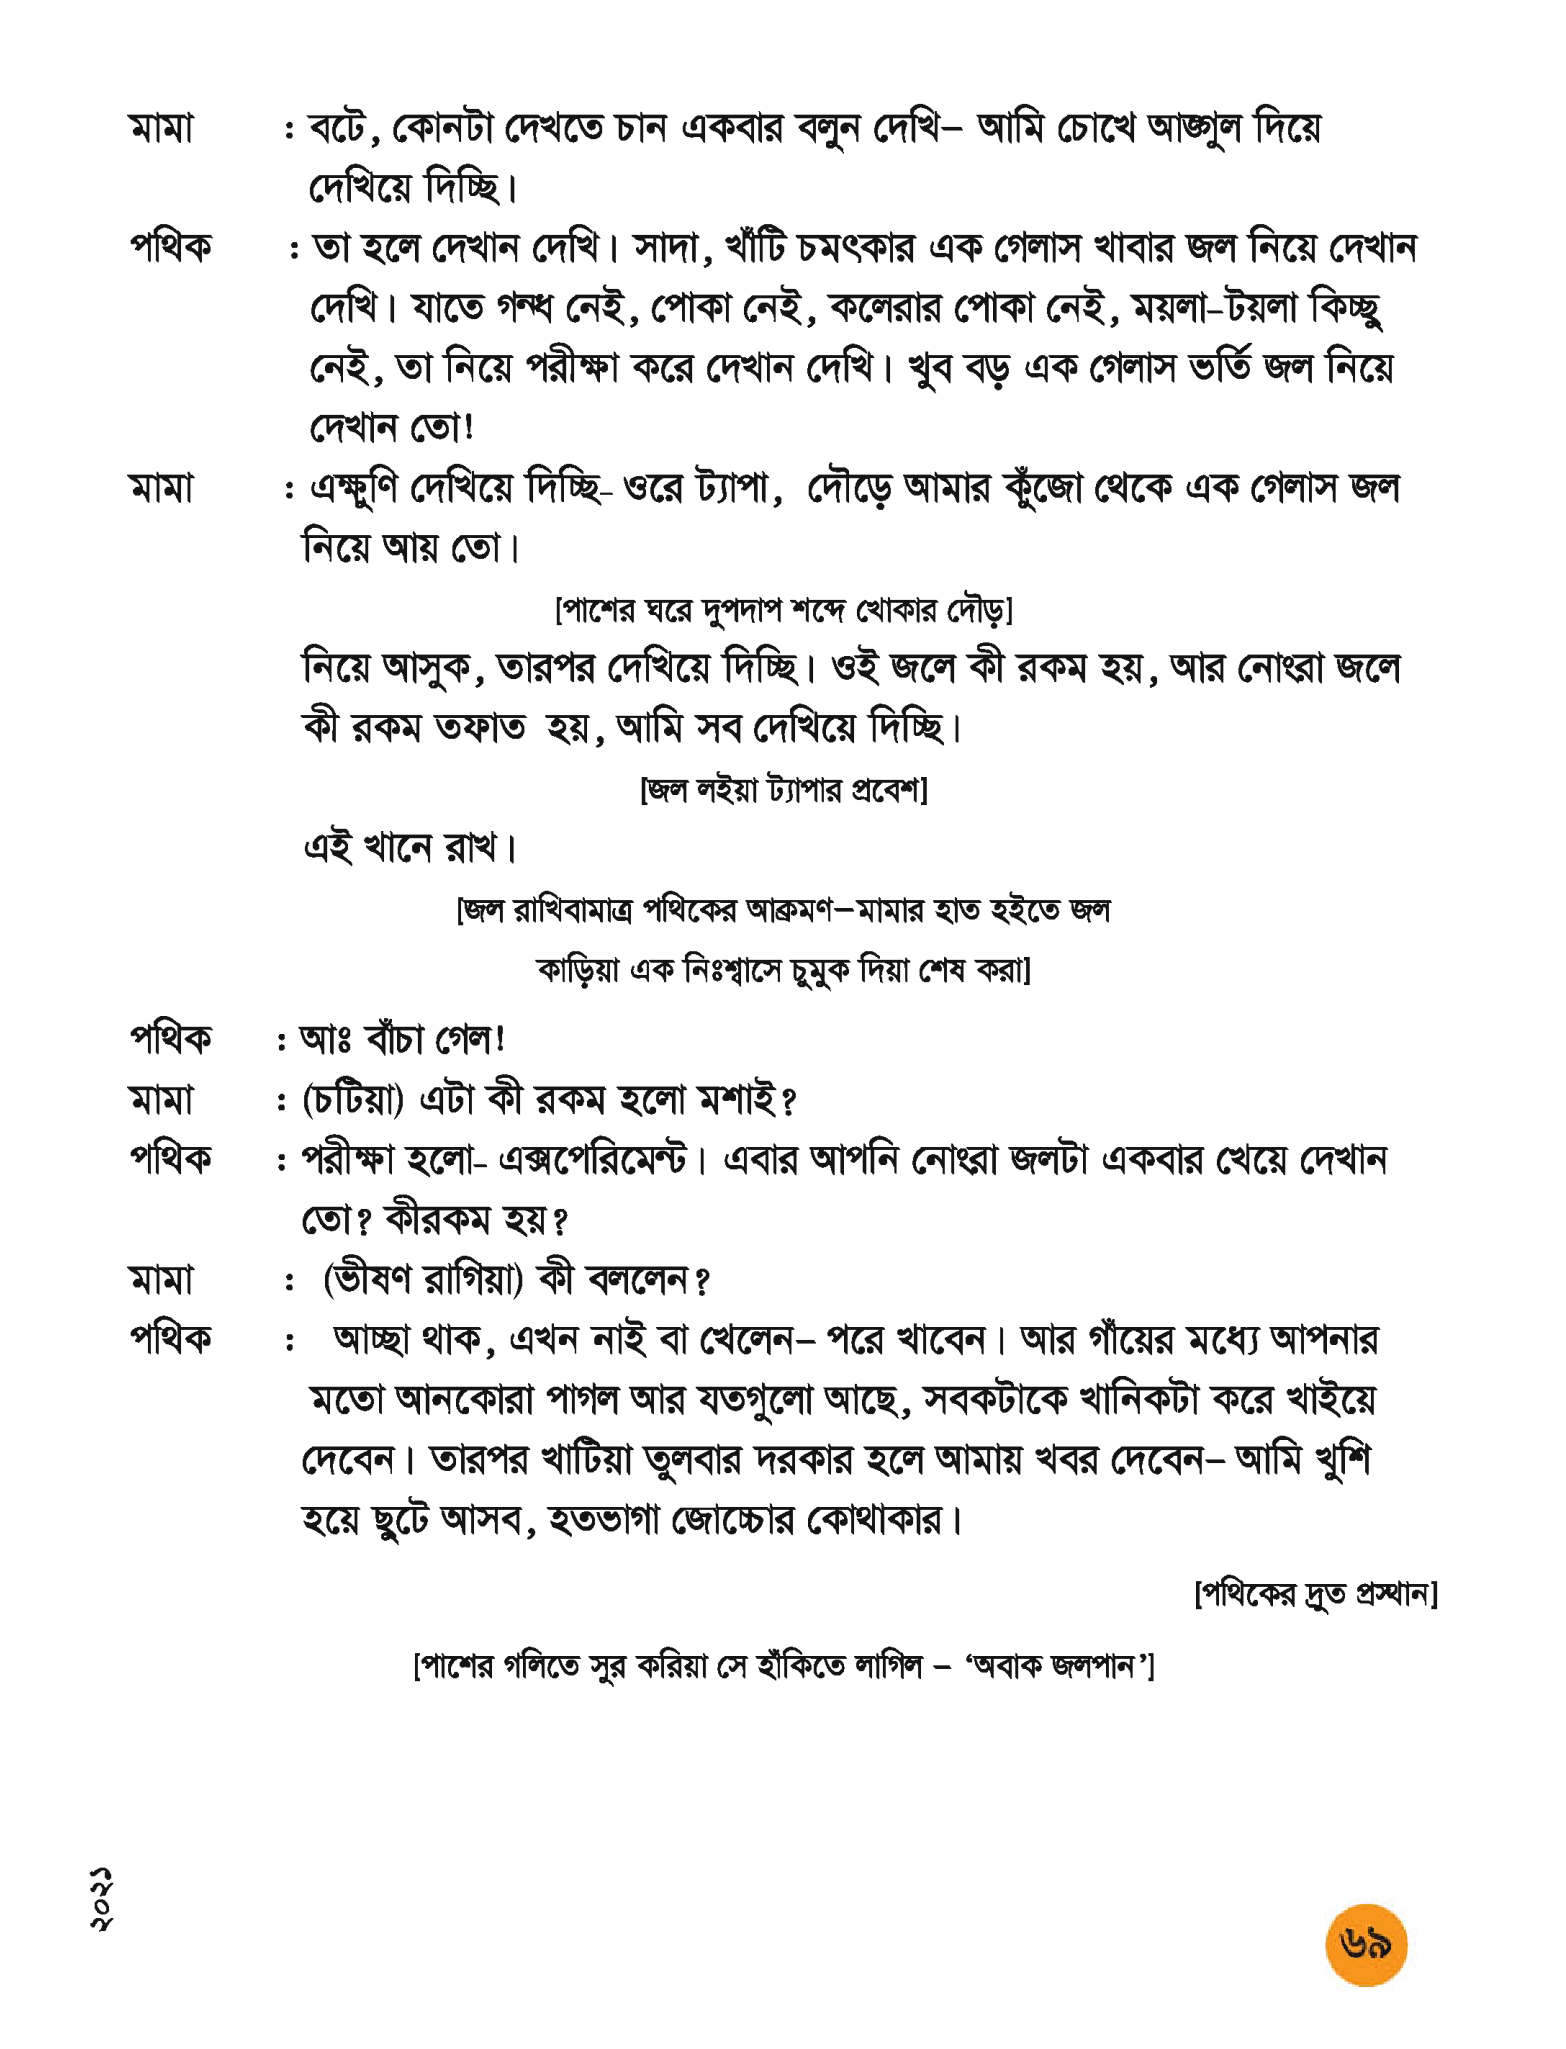 মামা : বটে, কোনটা দেখতে চান একবার বলুন দেখি– আমি চোখে আঙ্গুল দিয়ে
দেখিয়ে দিচ্ছি।
পথিক : তা হলে দেখান দেখি। সাদা, খাঁটি চমৎকার এক গেলাস খাবার জল নিয়ে দেখান
দেখি। যাতে গন্ধ নেই, পোকা নেই, কলেরার পোকা নেই, ময়লা-টয়লা কিচ্ছু
নেই, তা নিয়ে পরীক্ষা করে দেখান দেখি। খুব বড় এক গেলাস ভর্তি জল নিয়ে
দেখান তো!
মামা : এক্ষুণি দেখিয়ে দিচ্ছি- ওরে ট্যাপা, দৌড়ে আমার কুঁজো থেকে এক গেলাস জল
নিয়ে আয় তো।
[পাশের ঘরে দুপদাপ শব্দে খোকার দৌড়]
নিয়ে আসুক, তারপর দেখিয়ে দিচ্ছি। ওই জলে কী রকম হয়, আর নোংরা জলে
কী রকম তফাত হয়, আমি সব দেখিয়ে দিচ্ছি।
[জল লইয়া ট্যাপার প্রবেশ]
এই খানে রাখ।
[জল রাখিবামাত্র পথিকের আক্রমণ–মামার হাত হইতে জল
কাড়িয়া এক নিঃশ্বাসে চুমুক দিয়া শেষ করা]
পথিক : আঃ বাঁচা গেল!
মামা : (চটিয়া) এটা কী রকম হলো মশাই?
পথিক : পরীক্ষা হলো- এক্সপেরিমেন্ট। এবার আপনি নোংরা জলটা একবার খেয়ে দেখান
তো? কীরকম হয়?
মামা : (ভীষণ রাগিয়া) কী বললেন?
পথিক : আচ্ছা থাক, এখন নাই বা খেলেন– পরে খাবেন। আর গাঁয়ের মধ্যে আপনার
মতো আনকোরা পাগল আর যতগুলো আছে, সবকটাকে খানিকটা করে খাইয়ে
দেবেন। তারপর খাটিয়া তুলবার দরকার হলে আমায় খবর দেবেন– আমি খুশি
হয়ে ছুটে আসব, হতভাগা জোচ্চোর কোথাকার।
[পথিকের দ্রুত প্রস্থান]
[পাশের গলিতে সুর করিয়া সে হাঁকিতে লাগিল – ‘অবাক জলপান’]
২০২১
৬৯